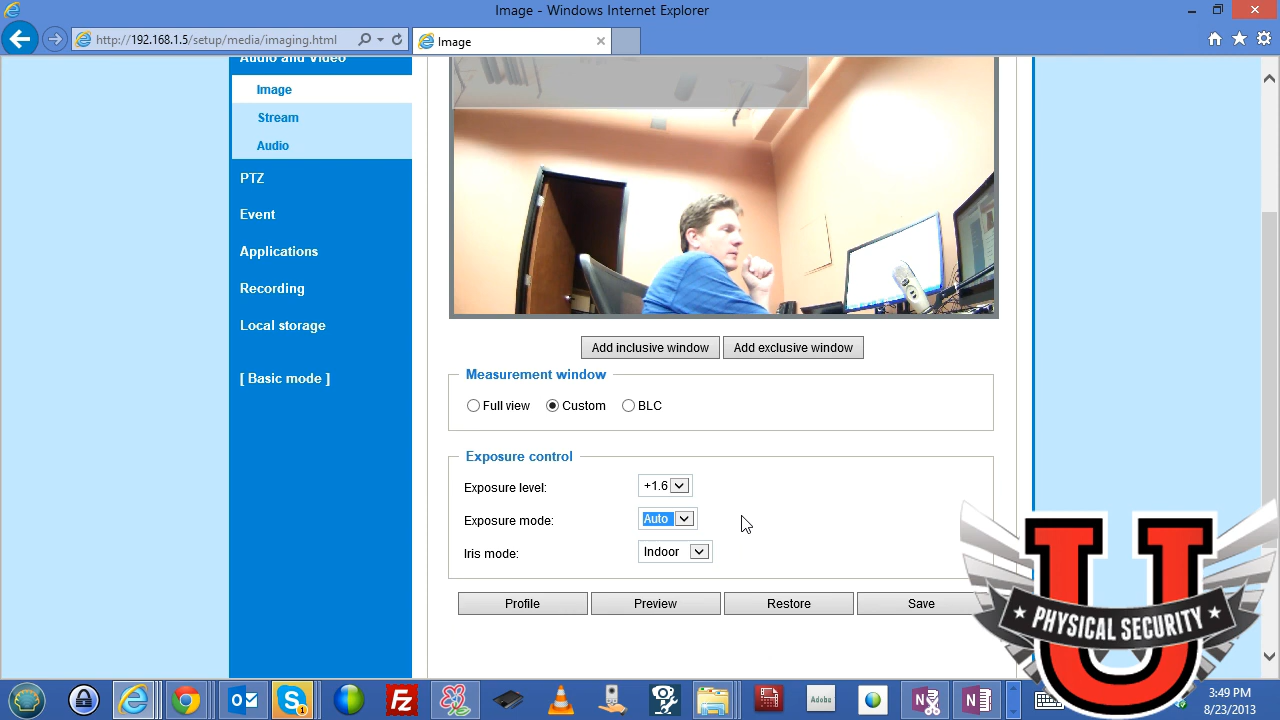 Image - Windows Internet Explorer
http://192.168.1.5/setup/media/imaging.html
Image
Audio and Video
Image
Stream
Audio
PTZ
Event
Applications
Recording
Local storage
[ Basic mode ]
Add inclusive window
Add exclusive window
Measurement window
Full view
Custom
BLC
Exposure control
Exposure level:
+1.6
Exposure mode:
Auto
Iris mode:
Indoor
Profile
Preview
Restore
Save
U
PHYSICAL SECURITY
Adobe
3:49 PM
8/23/2013